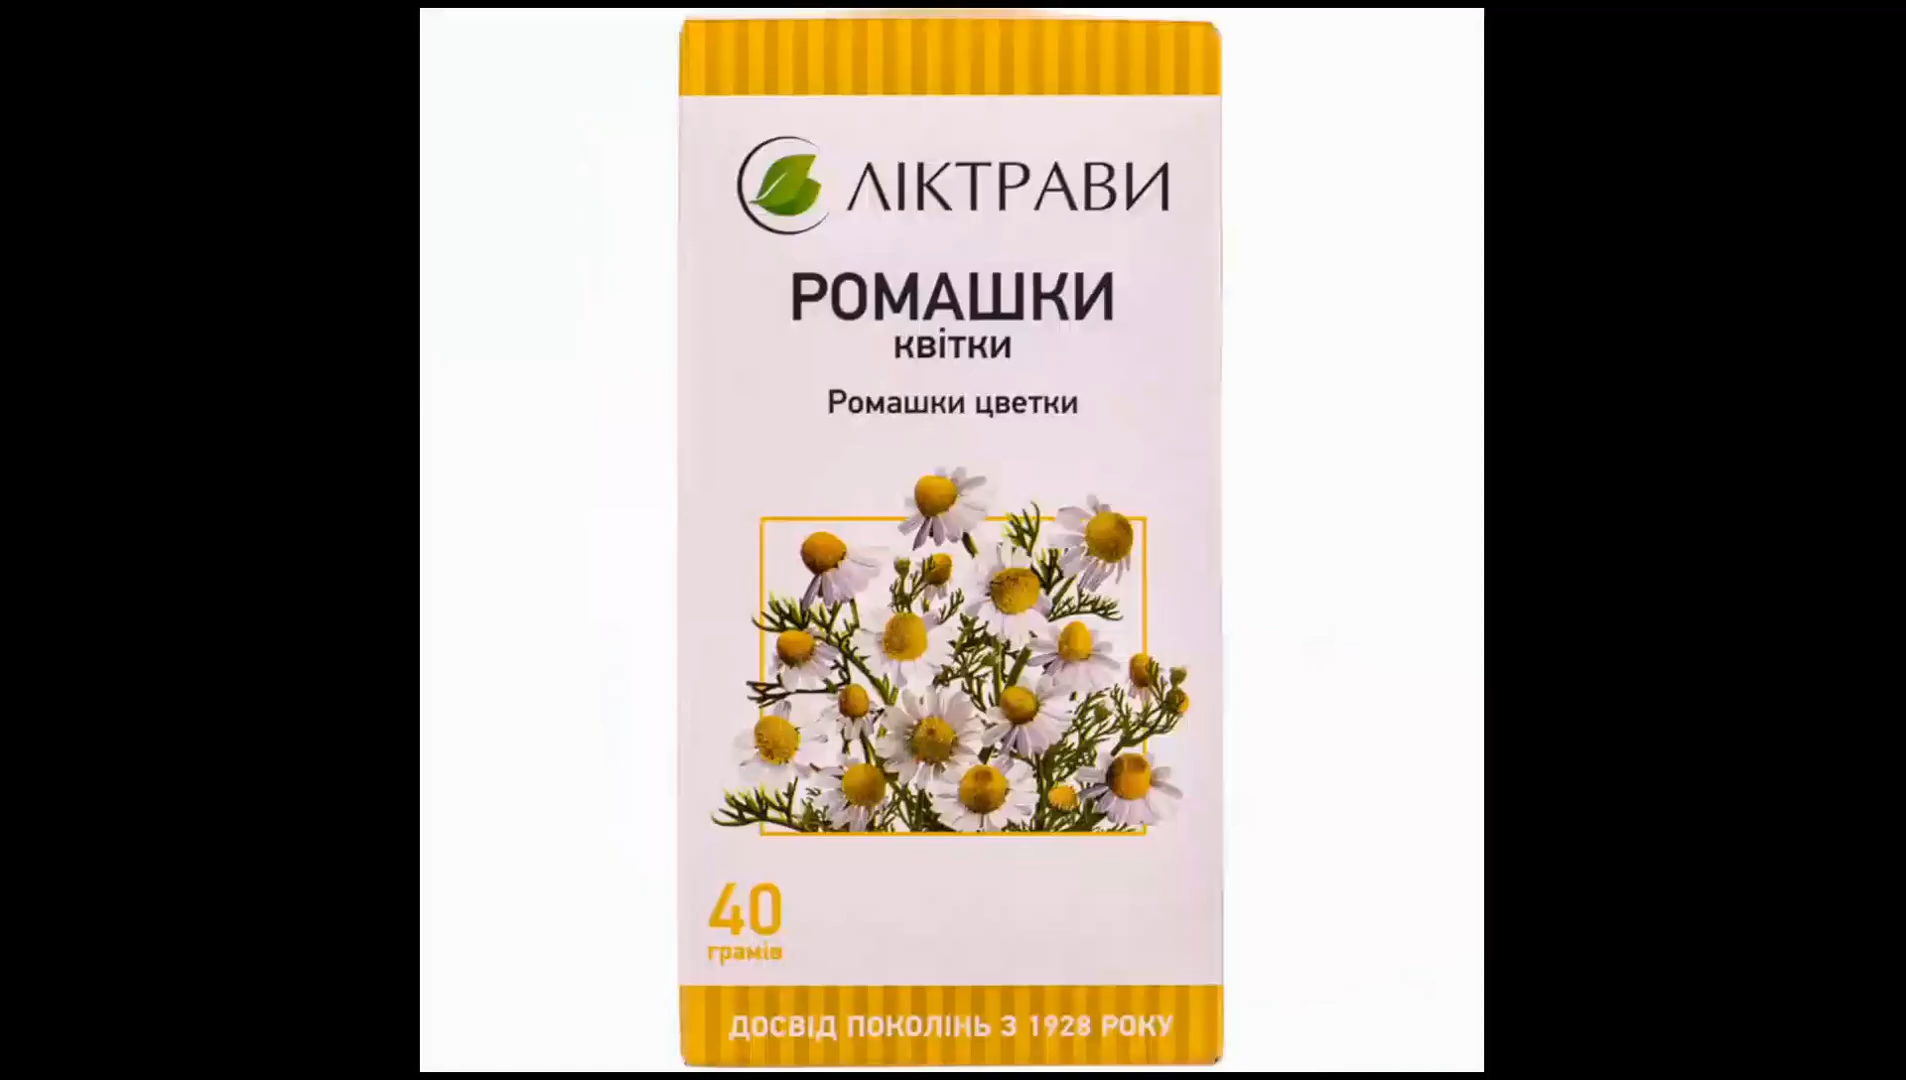 ЛІКТРАВИ
РОМАШКИ
КВІТКИ
Ромашки цветки
40
грамів
ДОСВІД ПОКОЛІНЬ З 1928 РОКУ